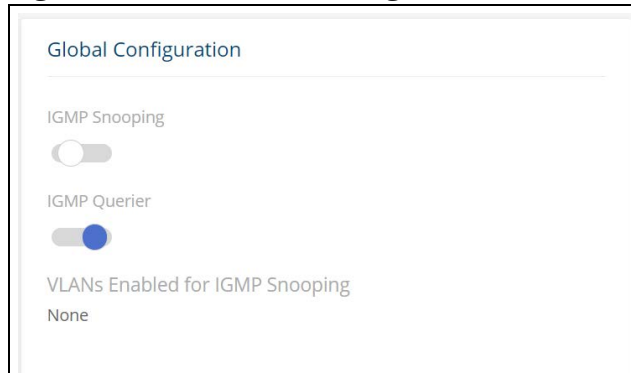 Global Configuration
IGMP Snooping
IGMP Querier
VLANs Enabled for IGMP Snooping
None